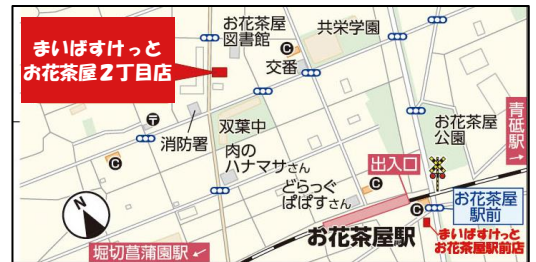 まいばすけっと
お花茶屋2丁目店
お花茶屋
図書館
共栄学園
C
交番
〒
消防署
双葉中
肉の
ハナマサさん
お花茶屋
公園
青砥駅→
C
出入口
C
どらっぐ
ぱぱすさん
C
お花茶屋
駅前
N
お花茶屋駅
まいばすけっと
お花茶屋駅前店
堀切菖蒲園駅←